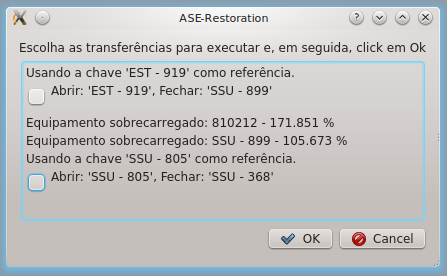 ASE-Restoration
Escolha as transferências para executar e, em seguida, click em Ok
Usando a chave 'EST - 919' como referência.
Abrir: 'EST - 919', Fechar: 'SSU - 899'
Equipamento sobrecarregado: 810212 - 171.851 %
Equipamento sobrecarregado: SSU - 899 - 105.673 %
Usando a chave 'SSU - 805' como referência.
Abrir: 'SSU - 805', Fechar: 'SSU - 368'
OK
Cancel